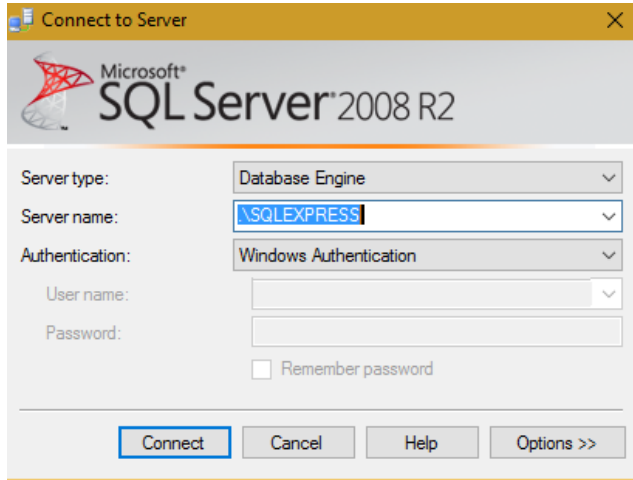 Connect to Server
Microsoft®
SQL Server® 2008 R2
Server type: Database Engine
Server name: .\SQLEXPRESS
Authentication: Windows Authentication
User name:
Password:
Remember password
Connect Cancel Help Options >>